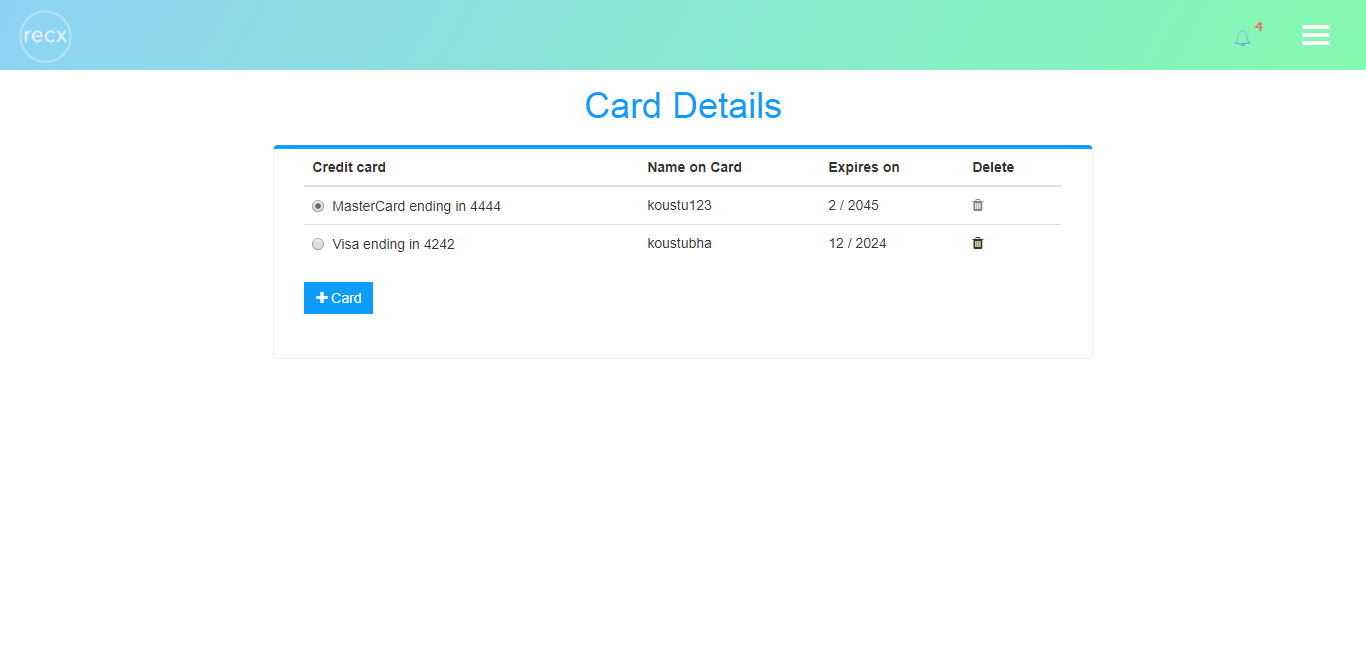 recx
4
Card Details
Credit card Name on Card Expires on Delete
MasterCard ending in 4444 koustu123 2 / 2045
Visa ending in 4242 koustubha 12 / 2024
Card